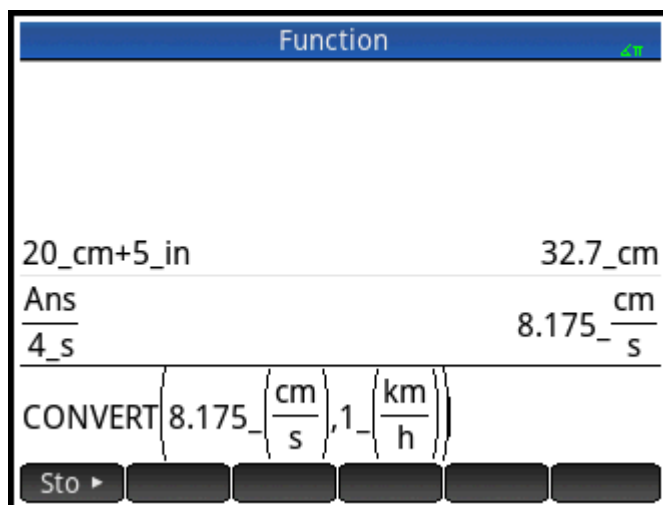 Function
∡π
20_cm+5_in 32.7_cm
Ans/4_s 8.175_cm/s
CONVERT(8.175_(cm/s),1_(km/h))
Sto ▸